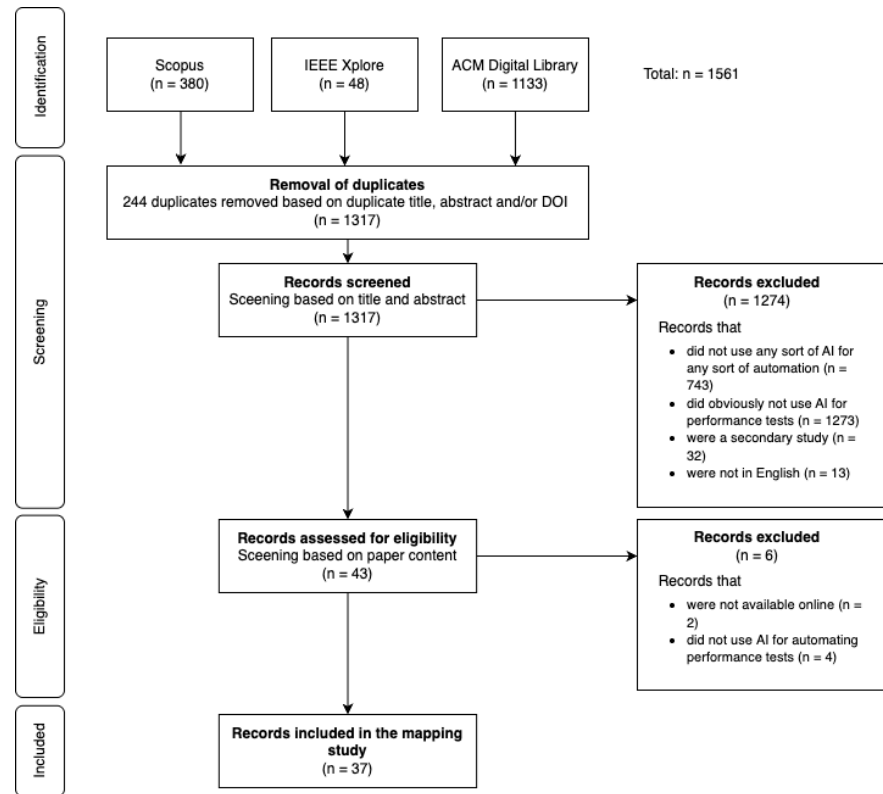 Identification
Scopus
(n = 380)
IEEE Xplore
(n = 48)
ACM Digital Library
(n = 1133)
Total: n = 1561
Screening
Removal of duplicates
244 duplicates removed based on duplicate title, abstract and/or DOI
(n = 1317)
Records screened
Sceening based on title and abstract
(n = 1317)
Records excluded
(n = 1274)
Records that
• did not use any sort of AI for
any sort of automation (n =
743)
• did obviously not use AI for
performance tests (n = 1273)
• were a secondary study (n =
32)
• were not in English (n = 13)
Eligibility
Records assessed for eligibility
Sceening based on paper content
(n = 43)
Records excluded
(n = 6)
Records that
• were not available online (n =
2)
• did not use AI for automating
performance tests (n = 4)
Included
Records included in the mapping
study
(n = 37)